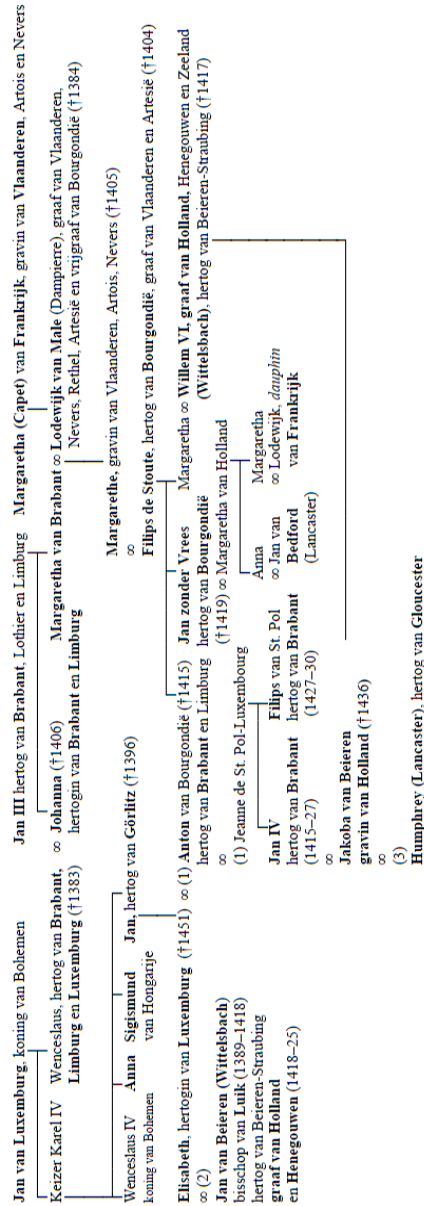 Jan van Luxemburg, koning van Bohemen
Jan III hertog van Brabant, Lothier en Limburg
Margaretha (Capet) van Frankrijk, gravin van Vlaanderen, Artois en Nevers
Keizer Karel IV
Wenceslaus, hertog van Brabant,
Limburg en Luxemburg (†1383)
∞ Johanna (†1406)
hertogin van Brabant en Limburg
Margaretha van Brabant ∞ Lodewijk van Male (Dampierre), graaf van Vlaanderen,
Nevers, Rethel, Artesië en vrijgraaf van Bourgondië (†1384)
Wenceslaus IV
koning van Bohemen
Anna
Sigismund
van Hongarije
Jan, hertog van Görlitz (†1396)
Margarethe, gravin van Vlaanderen, Artois, Nevers (†1405)
∞
Filips de Stoute, hertog van Bourgondië, graaf van Vlaanderen en Artesië (†1404)
Elisabeth, hertogin van Luxemburg (†1451) ∞ (1) Anton van Bourgondië (†1415)
hertog van Brabant en Limburg
∞
(1) Jeanne de St. Pol-Luxembourg
Jan zonder Vrees
hertog van Bourgondië
(†1419) ∞ Margaretha van Holland
Margaretha ∞ Willem VI, graaf van Holland, Henegouwen en Zeeland
(Wittelsbach), hertog van Beieren-Straubing (†1417)
∞ (2)
Jan van Beieren (Wittelsbach)
bisschop van Luik (1389–1418)
hertog van Beieren-Straubing
graaf van Holland
en Henegouwen (1418–25)
Jan IV
hertog van Brabant
(1415–27)
Filips van St. Pol
hertog van Brabant
(1427–30)
Anna
∞ Jan van
Bedford
(Lancaster)
Margaretha
∞ Lodewijk, dauphin
van Frankrijk
∞
Jakoba van Beieren
gravin van Holland (†1436)
∞
(3)
Humphrey (Lancaster), hertog van Gloucester